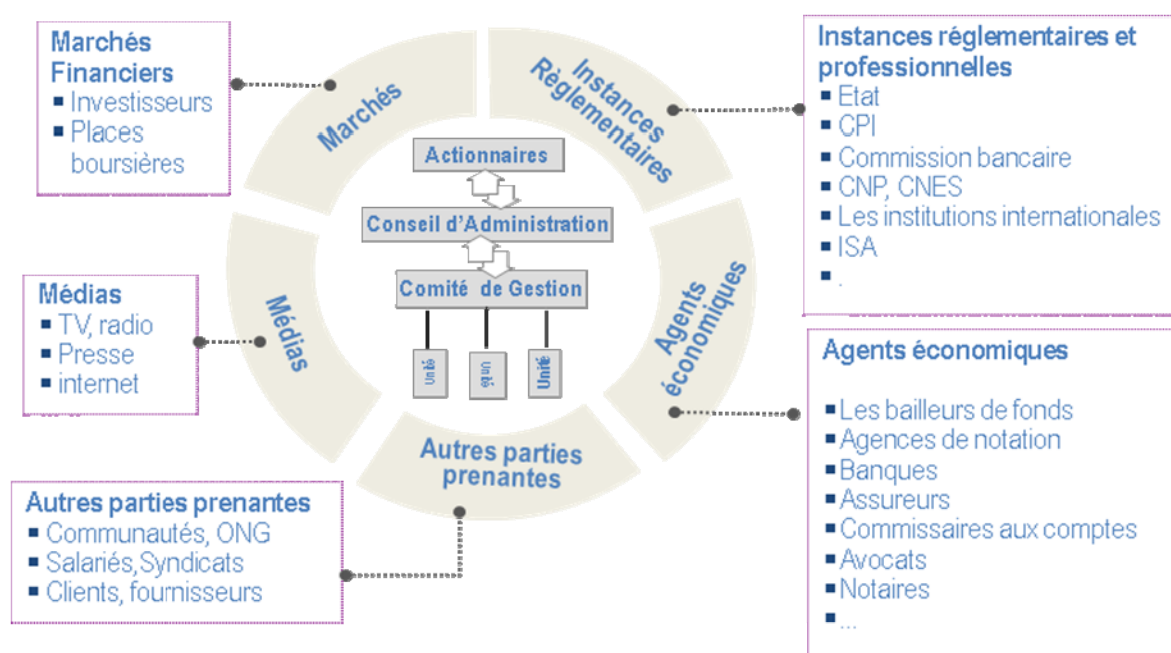 Marchés
Financiers
▪ Investisseurs
▪ Places
boursières
Médias
▪ TV, radio
▪ Presse
▪ internet
Autres parties prenantes
▪ Communautés, ONG
▪ Salariés,Syndicats
▪ Clients, fournisseurs
Marchés
Instances
Règlementaires
Agents
économiques
Autres parties
prenantes
Médias
Actionnaires
Conseil d'Administration
Comité de Gestion
Unité
Unité
Unité
Instances réglementaires et
professionnelles
▪ Etat
▪ CPI
▪ Commission bancaire
▪ CNP, CNES
▪ Les institutions internationales
▪ ISA
▪ .
Agents économiques
▪ Les bailleurs de fonds
▪ Agences de notation
▪ Banques
▪ Assureurs
▪ Commissaires aux comptes
▪ Avocats
▪ Notaires
▪ ...